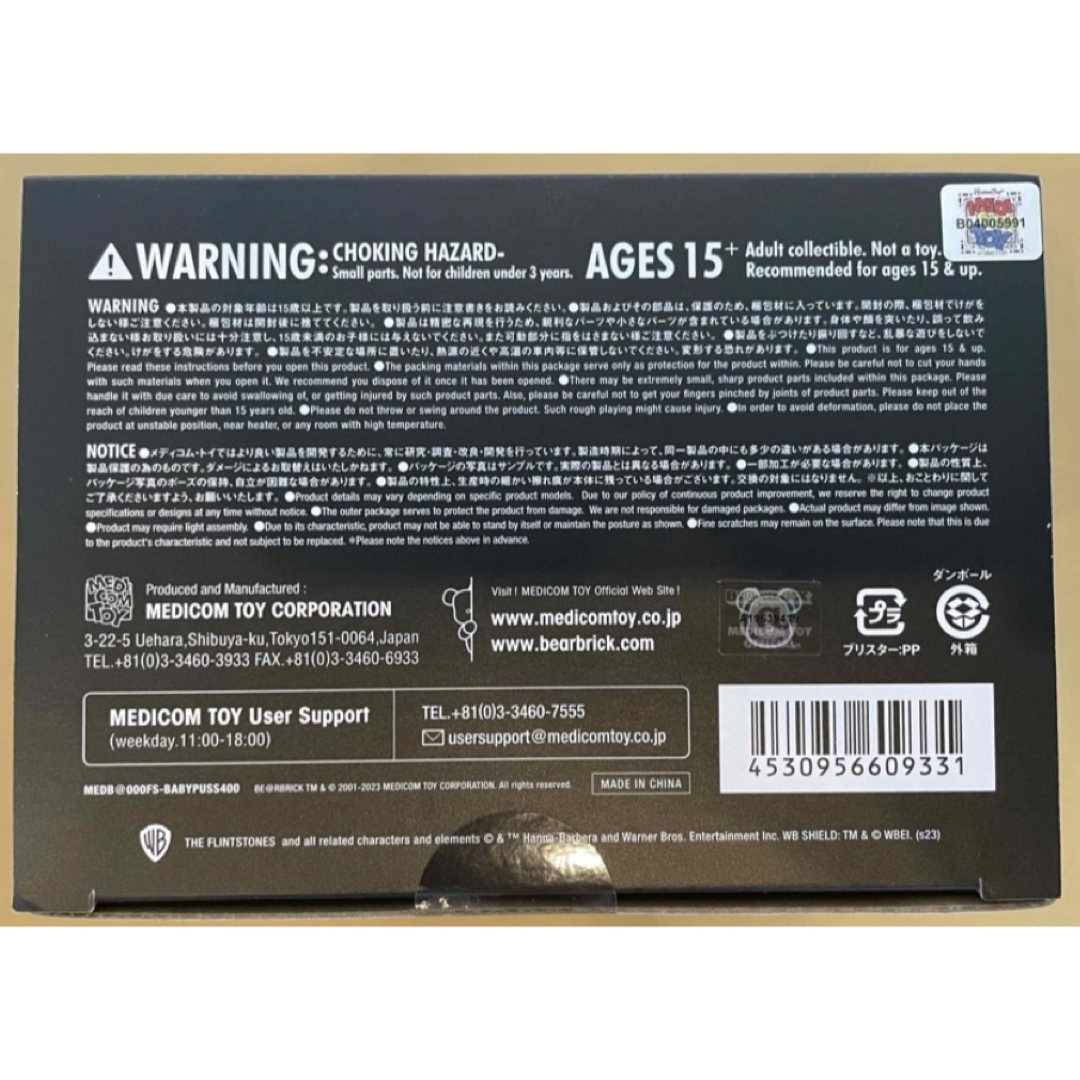 B04005991
WARNING: CHOKING HAZARD-
Small parts. Not for children under 3 years.
AGES 15+ Adult collectible. Not a toy.
Recommended for ages 15 & up.
WARNING ●本製品の対象年齢は15歳以上です。製品を取り扱う前に注意書きをお読みください。●製品およびその部品は、保護のため、梱包材に入っています。開封の際、梱包材でけがを
しない様ご注意ください。梱包材は開封後に捨ててください。 ●製品は精密な再現を行うため、鋭利なパーツや小さなパーツが含まれている場合があります。身体や顔を突いたり、誤って飲み
込まない様お取り扱いには十分注意し、15歳未満のお子様には与えないでください。また可動部分に指をはさまない様ご注意ください。 ●製品をぶつけたり振り回すなど、乱暴な遊びをしないで
ください。けがをする危険があります。 ●製品を不安定な場所に置いたり、熱源の近くや高温の車内等に保管しないでください。変形する恐れがあります。 ●This product is for ages 15 & up.
Please read these instructions before you open this product. ●The packing materials within this package serve only as protection for the product within. Please be careful not to cut your hands
with such materials when you open it. We recommend you dispose of it once it has been opened. ●There may be extremely small, sharp product parts included within this package. Please
handle it with due care to avoid swallowing of, or getting injured by such product parts. Also, please be careful not to get your fingers pinched by joints of product parts. Please keep out of the
reach of children younger than 15 years old. ●Please do not throw or swing around the product. Such rough playing might cause injury. ●In order to avoid deformation, please do not place the
product at unstable position, near heater, or any room with high temperature.
NOTICE ●メディコム・トイではより良い製品を開発するために、常に研究・調査・改良・開発を行っています。製造時期によって、同一製品の中にも多少の違いがある場合があります。 ●本パッケージは
製品保護の為のものです。ダメージによるお取替えはいたしかねます。 ●パッケージの写真はサンプルです。実際の製品とは異なる場合があります。 ●一部加工が必要な場合があります。 ●製品の性質上、
パッケージ写真のポーズの保持、自立が困難な場合があります。 ●製品の特性上、生産時の細かい擦れ痕が本体に残っている場合がございます。交換の対象にはなりません。※以上、おことわりに関して
ご了承くださいますよう、お願いいたします。 ●Product details may vary depending on specific product models. Due to our policy of continuous product improvement, we reserve the right to change product
specifications or designs at any time without notice. ●The outer package serves to protect the product from damage. We are not responsible for damaged packages. ●Actual product may differ from image shown.
●Product may require light assembly. ●Due to its characteristic, product may not be able to stand by itself or maintain the posture as shown. ●Fine scratches may remain on the surface. Please note that this is due
to the product's characteristic and not subject to be replaced. *Please note the notices above in advance.
MEDI COM TOY
Produced and Manufactured :
MEDICOM TOY CORPORATION
3-22-5 Uehara,Shibuya-ku,Tokyo151-0064,Japan
TEL.+81(0)3-3460-3933 FAX.+81(0)3-3460-6933
Visit ! MEDICOM TOY Official Web Site !
www.medicomtoy.co.jp
www.bearbrick.com
MEDICOM TOY
プラ
ブリスター:PP
ダンボール
外箱
MEDICOM TOY User Support
(weekday.11:00-18:00)
TEL.+81(0)3-3460-7555
usersupport@medicomtoy.co.jp
4530956609331
MEDB@000FS-BABYPUSS400 BE@RBRICK TM & © 2001-2023 MEDICOM TOY CORPORATION. All rights reserved. MADE IN CHINA
WB THE FLINTSTONES and all related characters and elements © & ™ Hanna-Barbera and Warner Bros. Entertainment Inc. WB SHIELD: TM & © WBEI. (s23)